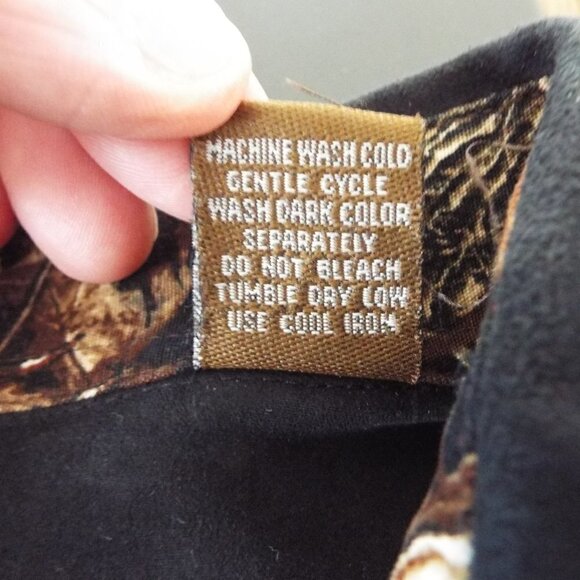 MACHINE WASH COLD
GENTLE CYCLE
WASH DARK COLOR
SEPARATELY
DO NOT BLEACH
TUMBLE DRY LOW
USE COOL IRON